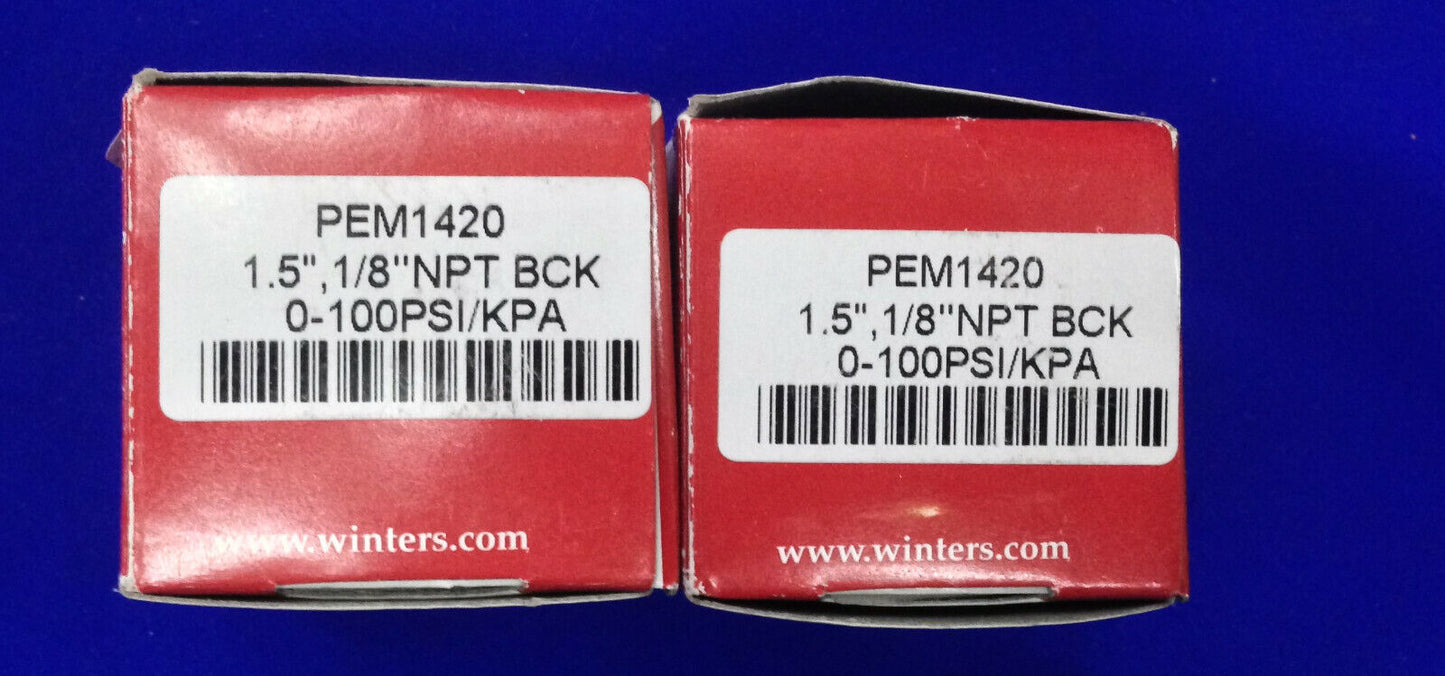 PEM1420
1.5",1/8"NPT BCK
0-100PSI/KPA
www.winters.com
PEM1420
1.5",1/8"NPT BCK
0-100PSI/KPA
www.winters.com